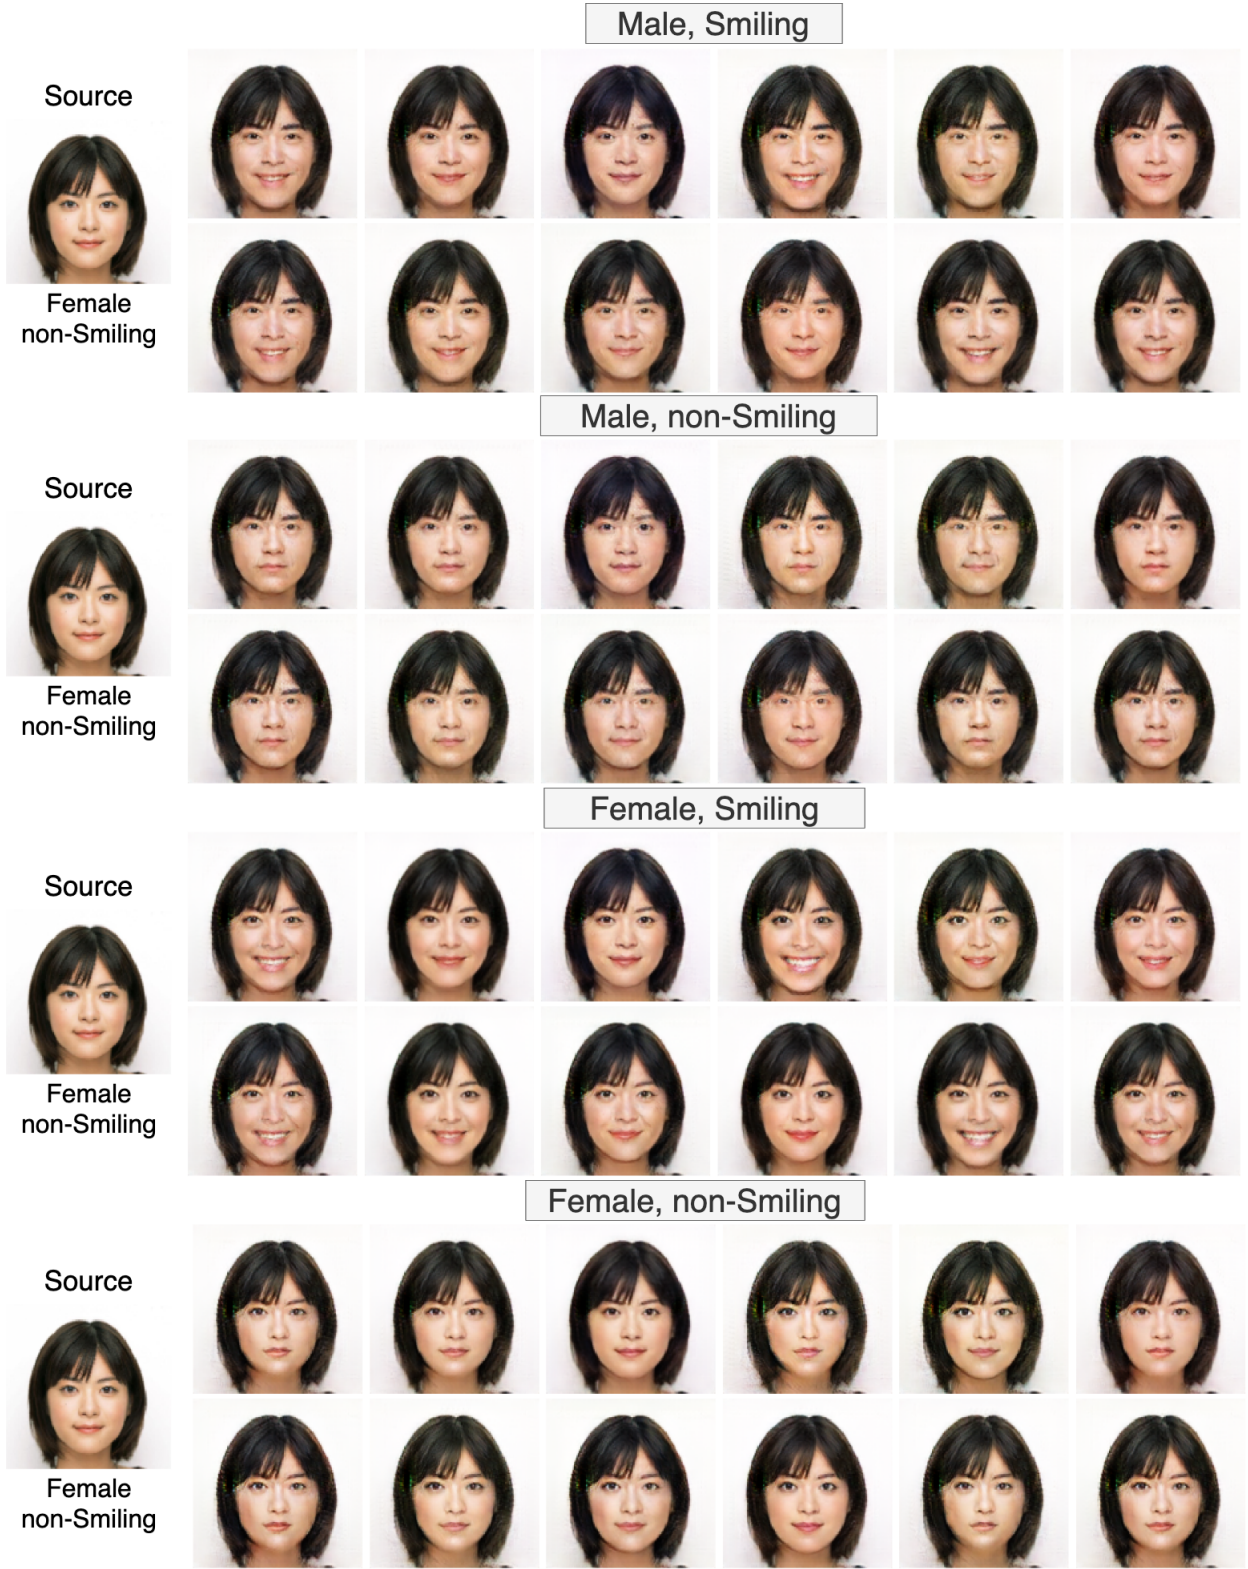 Male, Smiling
Source
Female
non-Smiling
Male, non-Smiling
Source
Female
non-Smiling
Female, Smiling
Source
Female
non-Smiling
Female, non-Smiling
Source
Female
non-Smiling